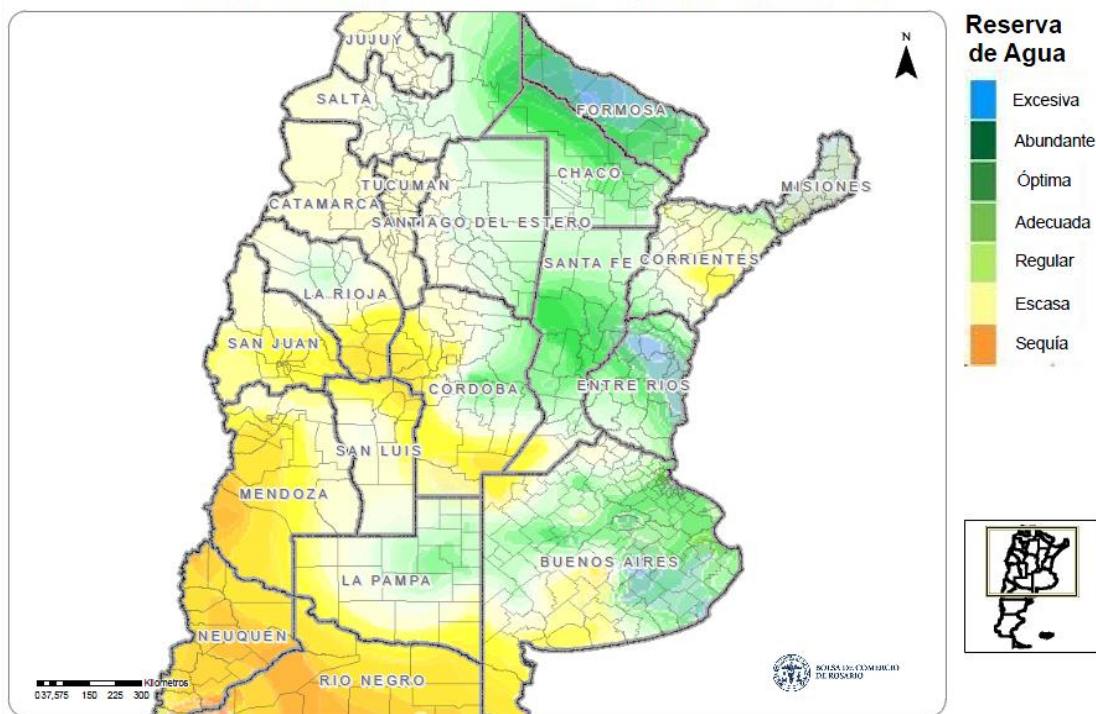 JUJUY
N
SALTA
FORMOSA
CHACO
MISIONES
TUCUMAN
CATAMARCA
SANTIAGO DEL ESTERO
SANTA FE
CORRIENTES
LA RIOJA
SAN JUAN
CÓRDOBA
ENTRE RIOS
SAN LUIS
MENDOZA
BUENOS AIRES
LA PAMPA
NEUQUÉN
RIO NEGRO
Kilometros
0 37,5 75 150 225 300
BOLSA DE COMERCIO
DE ROSARIO
Reserva
de Agua
Excesiva
Abundante
Óptima
Adecuada
Regular
Escasa
Sequía